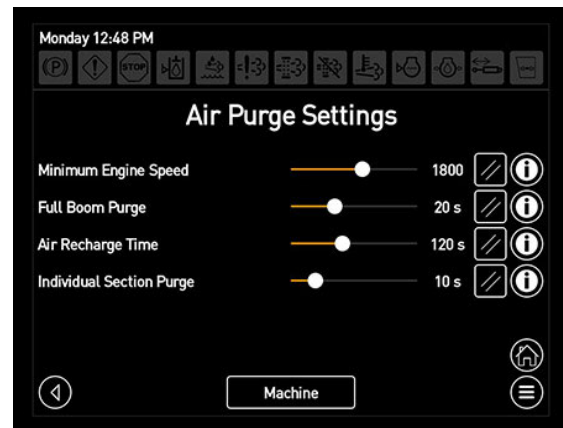 Monday 12:48 PM
(P) STOP
Air Purge Settings
Minimum Engine Speed 1800
Full Boom Purge 20 s
Air Recharge Time 120 s
Individual Section Purge 10 s
Machine